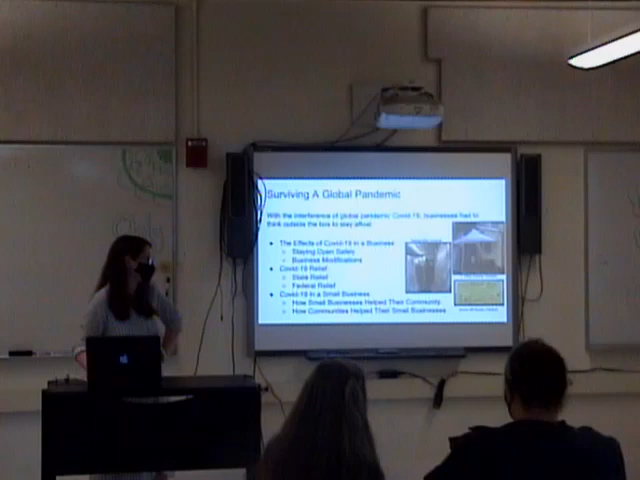 Surviving A Global Pandemic
With the interference of global pandemic Covid-19, businesses had to
think outside the box to stay afloat
The Effects of Covid-19 in a Business
Staying Open Safely
Business Modifications
Covid-19 Relief
State Relief
Federal Relief
Covid-19 in a Small Business
How Small Businesses Helped Their Community
How Communities Helped Their Small Businesses